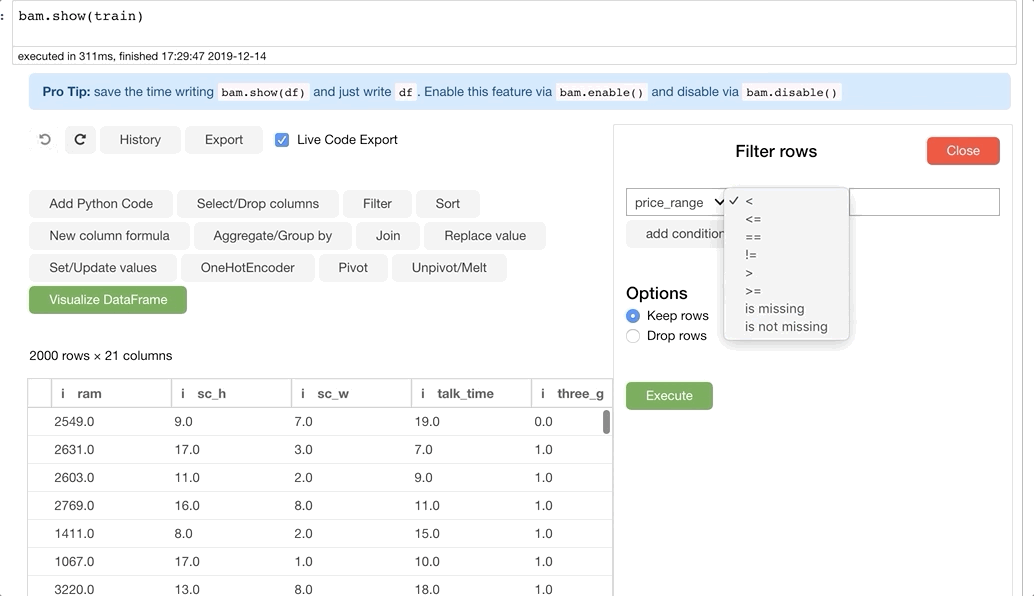 : bam.show(train)
executed in 311ms, finished 17:29:47 2019-12-14
Pro Tip: save the time writing bam.show(df) and just write df . Enable this feature via bam.enable() and disable via bam.disable()
History Export Live Code Export
Filter rows Close
Add Python Code Select/Drop columns Filter Sort
New column formula Aggregate/Group by Join Replace value
Set/Update values OneHotEncoder Pivot Unpivot/Melt
Visualize DataFrame
price_range
<
<=
==
!=
>
>=
is missing
is not missing
add condition
Options
Keep rows
Drop rows
Execute
2000 rows × 21 columns
i ram i sc_h i sc_w i talk_time i three_g
2549.0 9.0 7.0 19.0 0.0
2631.0 17.0 3.0 7.0 1.0
2603.0 11.0 2.0 9.0 1.0
2769.0 16.0 8.0 11.0 1.0
1411.0 8.0 2.0 15.0 1.0
1067.0 17.0 1.0 10.0 1.0
3220.0 13.0 8.0 18.0 1.0